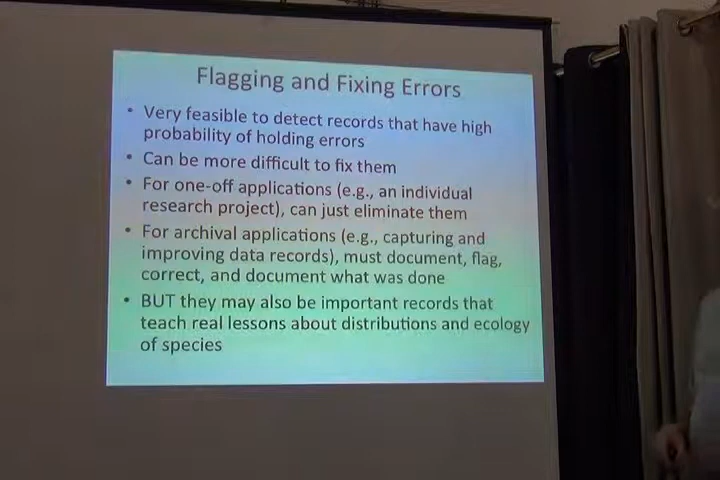 Flagging and Fixing Errors
• Very feasible to detect records that have high
probability of holding errors
• Can be more difficult to fix them
• For one-off applications (e.g., an individual
research project), can just eliminate them
• For archival applications (e.g., capturing and
improving data records), must document, flag,
correct, and document what was done
• BUT they may also be important records that
teach real lessons about distributions and ecology
of species